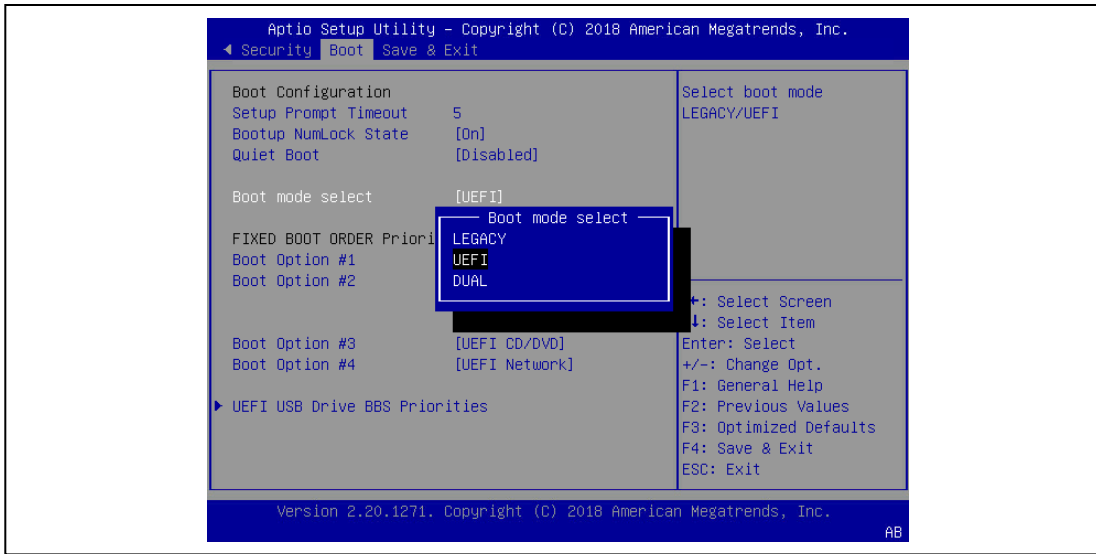 Aptio Setup Utility – Copyright (C) 2018 American Megatrends, Inc.
Security Boot Save & Exit
Boot Configuration
Setup Prompt Timeout 5
Bootup NumLock State [On]
Quiet Boot [Disabled]
Boot mode select [UEFI]
FIXED BOOT ORDER Priori
Boot Option #1
Boot Option #2
Boot Option #3 [UEFI CD/DVD]
Boot Option #4 [UEFI Network]
UEFI USB Drive BBS Priorities
Boot mode select
LEGACY
UEFI
DUAL
Select boot mode
LEGACY/UEFI
: Select Screen
: Select Item
Enter: Select
+/-: Change Opt.
F1: General Help
F2: Previous Values
F3: Optimized Defaults
F4: Save & Exit
ESC: Exit
Version 2.20.1271. Copyright (C) 2018 American Megatrends, Inc.
AB